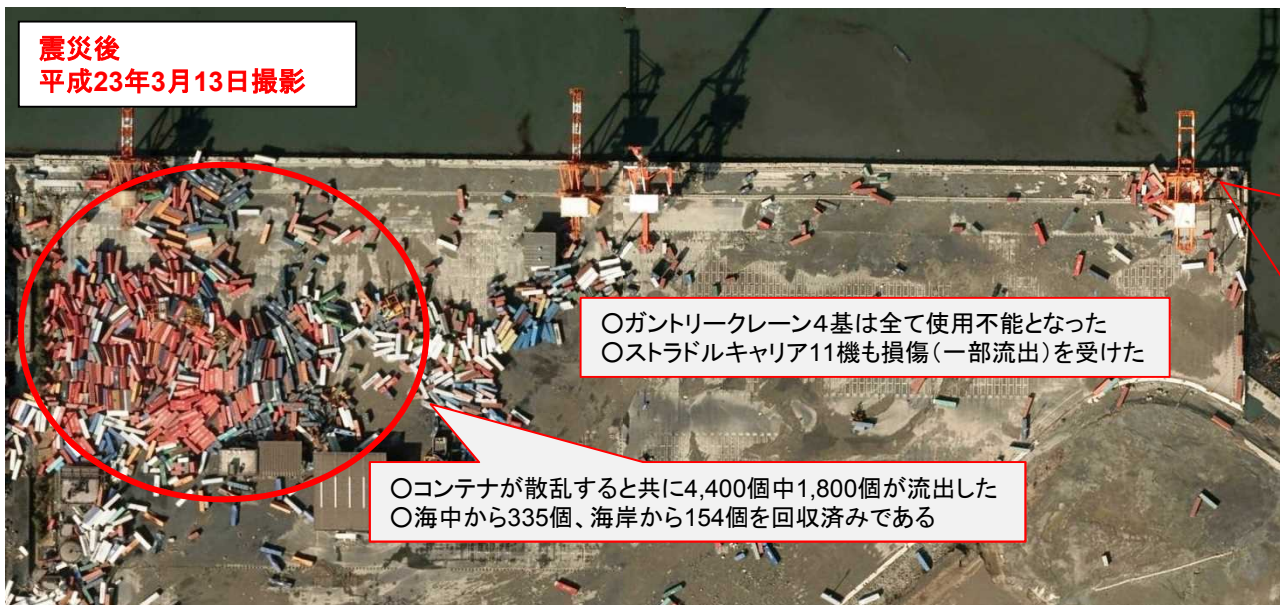 震災後
平成23年3月13日撮影
○ガントリークレーン4基は全て使用不能となった
○ストラドルキャリア11機も損傷(一部流出)を受けた
○コンテナが散乱すると共に4,400個中1,800個が流出した
○海中から335個、海岸から154個を回収済みである